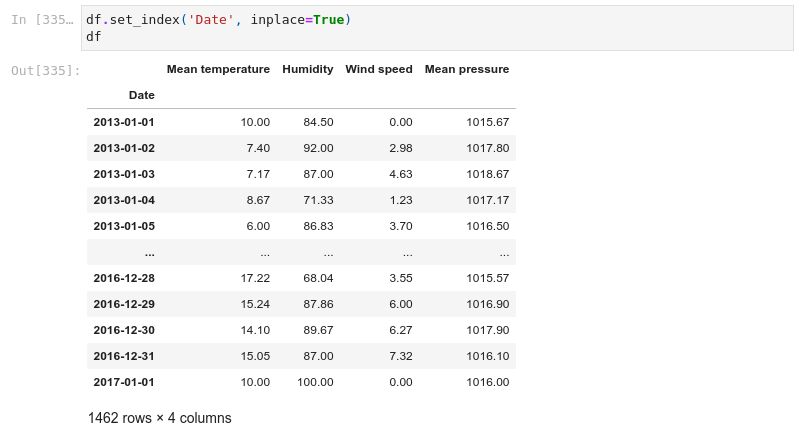 In [335… df.set_index('Date', inplace=True)
df
Out[335]:
Mean temperature Humidity Wind speed Mean pressure
Date
2013-01-01 10.00 84.50 0.00 1015.67
2013-01-02 7.40 92.00 2.98 1017.80
2013-01-03 7.17 87.00 4.63 1018.67
2013-01-04 8.67 71.33 1.23 1017.17
2013-01-05 6.00 86.83 3.70 1016.50
... ... ... ... ...
2016-12-28 17.22 68.04 3.55 1015.57
2016-12-29 15.24 87.86 6.00 1016.90
2016-12-30 14.10 89.67 6.27 1017.90
2016-12-31 15.05 87.00 7.32 1016.10
2017-01-01 10.00 100.00 0.00 1016.00
1462 rows × 4 columns